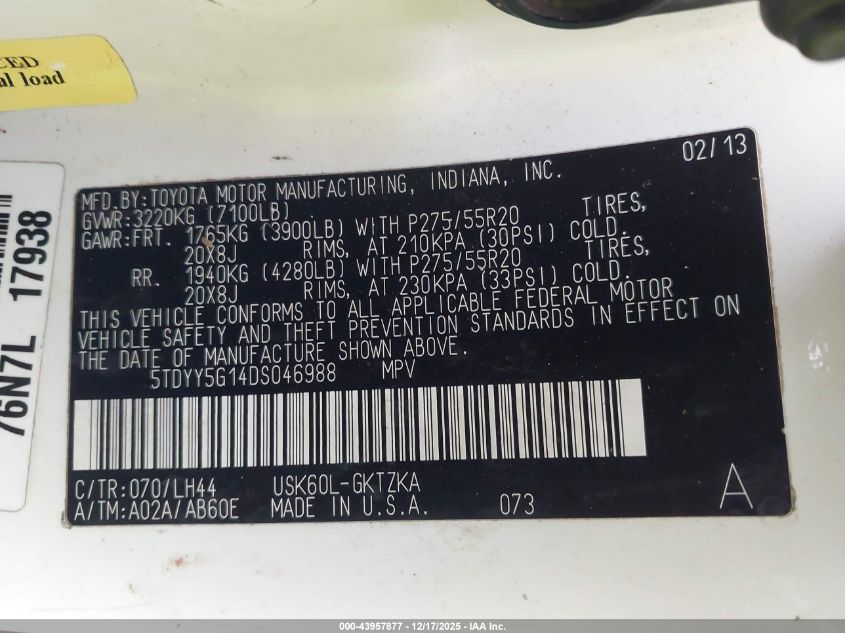 CED
al load
76N7L 17938
02/13
MFD.BY:TOYOTA MOTOR MANUFACTURING, INDIANA, INC.
GVWR:3220KG (7100LB)
GAWR:FRT. 1765KG (3900LB) WITH P275/55R20 TIRES,
20X8J RIMS, AT 210KPA (30PSI) COLD.
RR. 1940KG (4280LB) WITH P275/55R20 TIRES,
20X8J RIMS, AT 230KPA (33PSI) COLD.
THIS VEHICLE CONFORMS TO ALL APPLICABLE FEDERAL MOTOR
VEHICLE SAFETY AND THEFT PREVENTION STANDARDS IN EFFECT ON
THE DATE OF MANUFACTURE SHOWN ABOVE.
5TDYY5G14DS046988 MPV
C/TR:070/LH44 USK60L-GKTZKA
A/TM:A02A/AB60E MADE IN U.S.A. 073 A
000-43957877 - 12/17/2025 - IAA Inc.